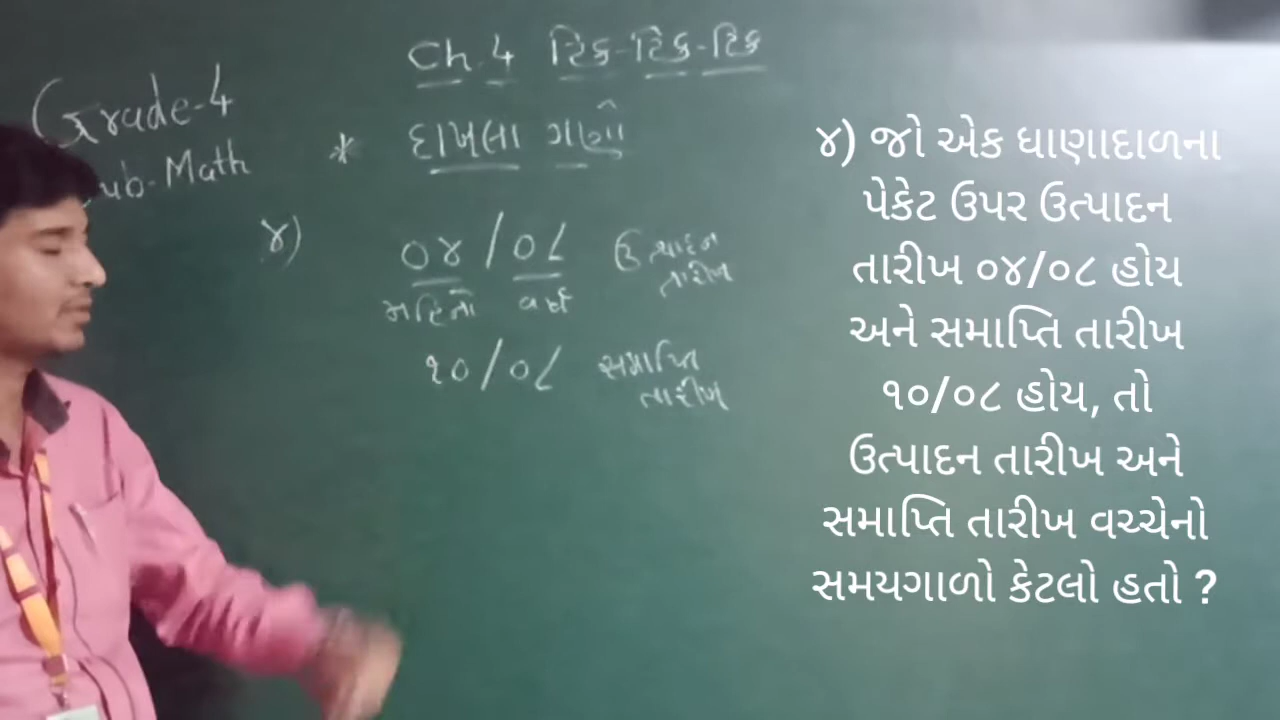 Ch. 4 ટિક-ટિક-ટિક
Grade-4
Sub-Math
* દાખલા ગણો
૪) ૦૪/૦૮ ઉત્પાદન તારીખ
મહિનો વર્ષ
૧૦/૦૮ સમાપ્તિ તારીખ
૪) જો એક ધાણાદાળના
પેકેટ ઉપર ઉત્પાદન
તારીખ ૦૪/૦૮ હોય
અને સમાપ્તિ તારીખ
૧૦/૦૮ હોય, તો
ઉત્પાદન તારીખ અને
સમાપ્તિ તારીખ વચ્ચેનો
સમયગાળો કેટલો હતો ?